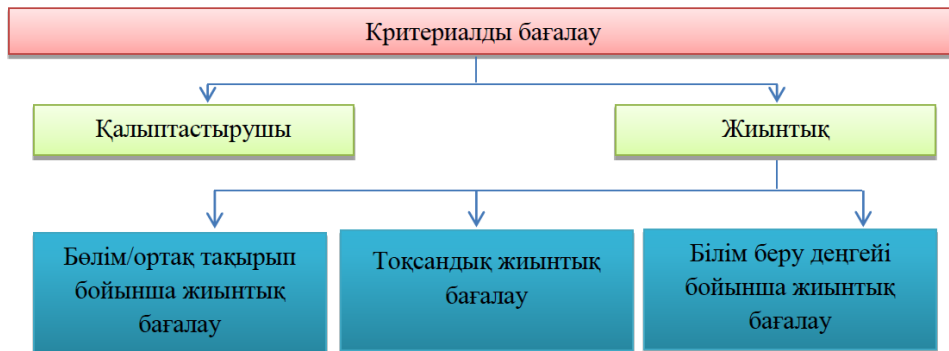 Критериалды бағалау
Қалыптастырушы
Жиынтық
Бөлім/ортақ тақырып
бойынша жиынтық
бағалау
Тоқсандық жиынтық
бағалау
Білім беру деңгейі
бойынша жиынтық
бағалау